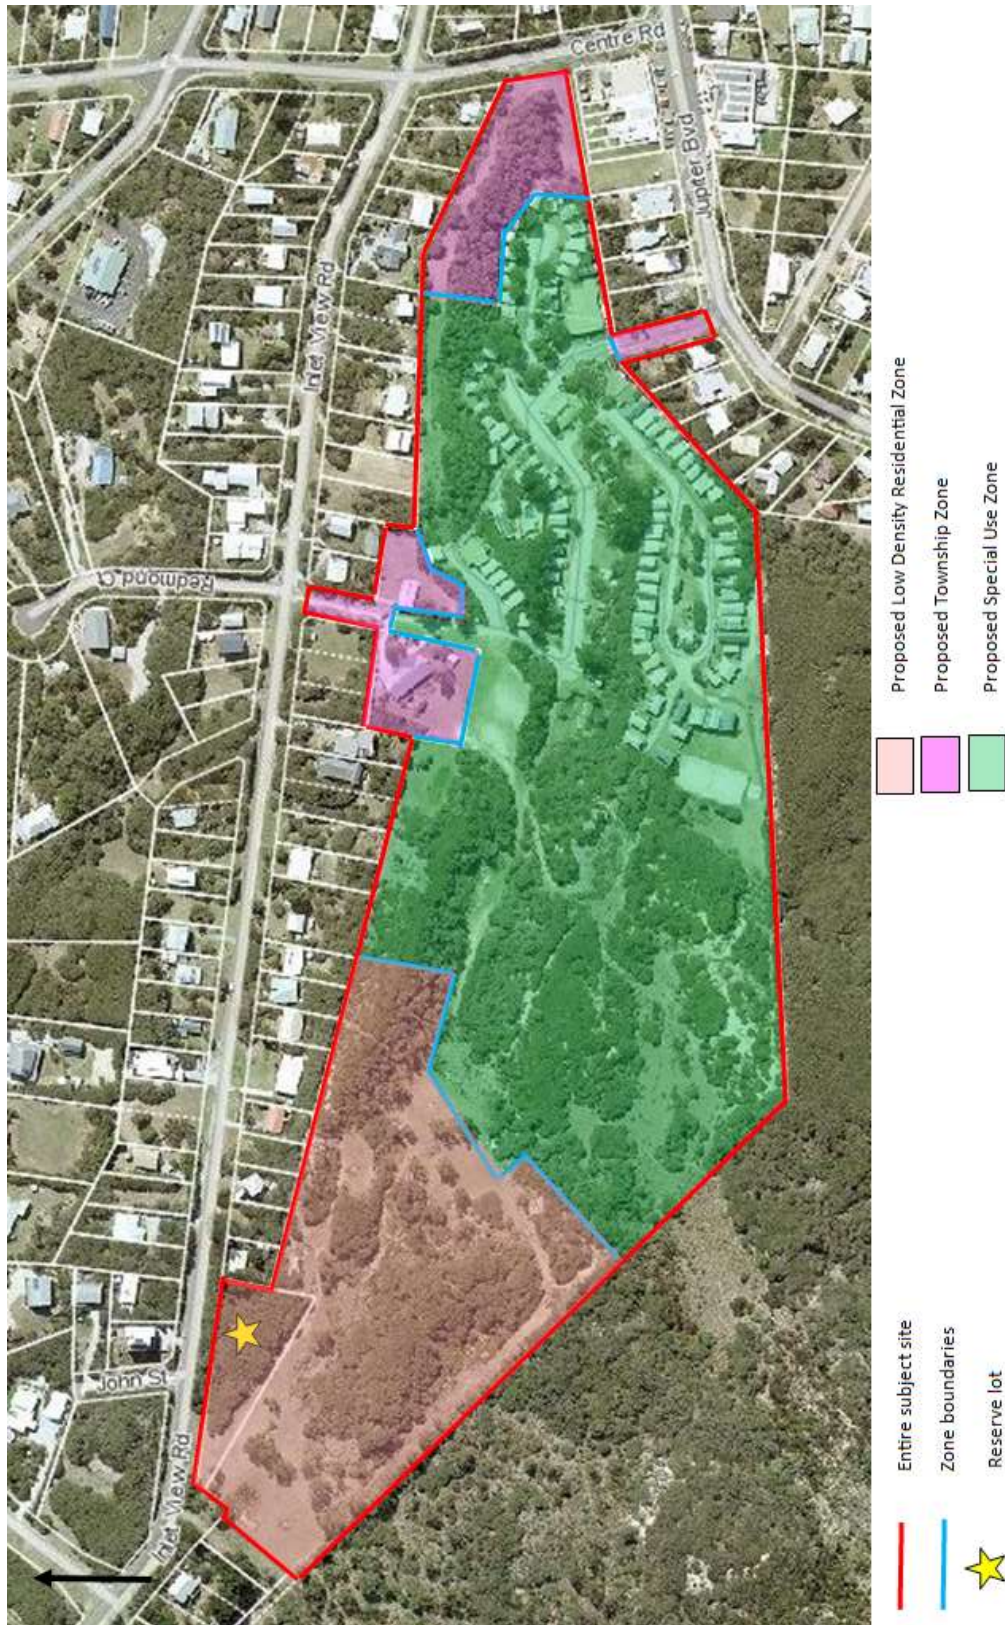 Centre Rd
Jupiter Bvd
Inlet View Rd
Redmond C
John St
Inlet View Rd
Entire subject site
Zone boundaries
Reserve lot
Proposed Low Density Residential Zone
Proposed Township Zone
Proposed Special Use Zone